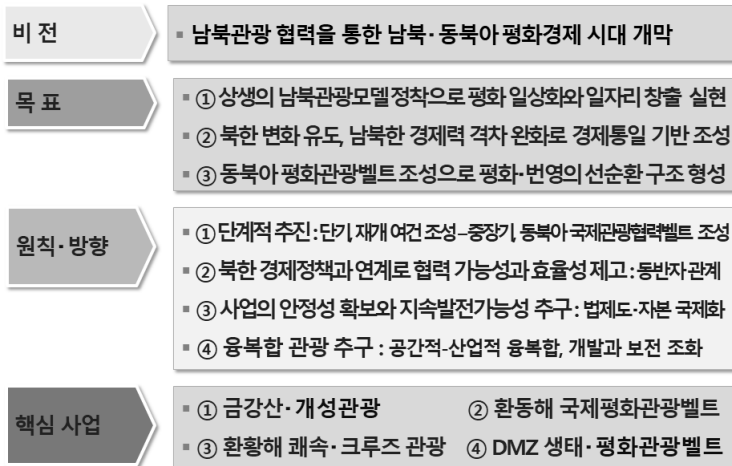 비 전
▪ 남북관광 협력을 통한 남북·동북아 평화경제 시대 개막
목 표
▪ ① 상생의 남북관광모델 정착으로 평화 일상화와 일자리 창출 실현
▪ ② 북한 변화 유도, 남북한 경제력 격차 완화로 경제통일 기반 조성
▪ ③ 동북아 평화관광벨트 조성으로 평화·번영의 선순환 구조 형성
원칙·방향
▪ ① 단계적 추진 : 단기, 재개 여건 조성 – 중장기, 동북아 국제관광협력벨트 조성
▪ ② 북한 경제정책과 연계로 협력 가능성과 효율성 제고 : 동반자 관계
▪ ③ 사업의 안정성 확보와 지속발전가능성 추구 : 법제도·자본 국제화
▪ ④ 융복합 관광 추구 : 공간적-산업적 융복합, 개발과 보전 조화
핵심 사업
▪ ① 금강산·개성관광 ② 환동해 국제평화관광벨트
▪ ③ 환황해 쾌속·크루즈 관광 ④ DMZ 생태·평화관광벨트